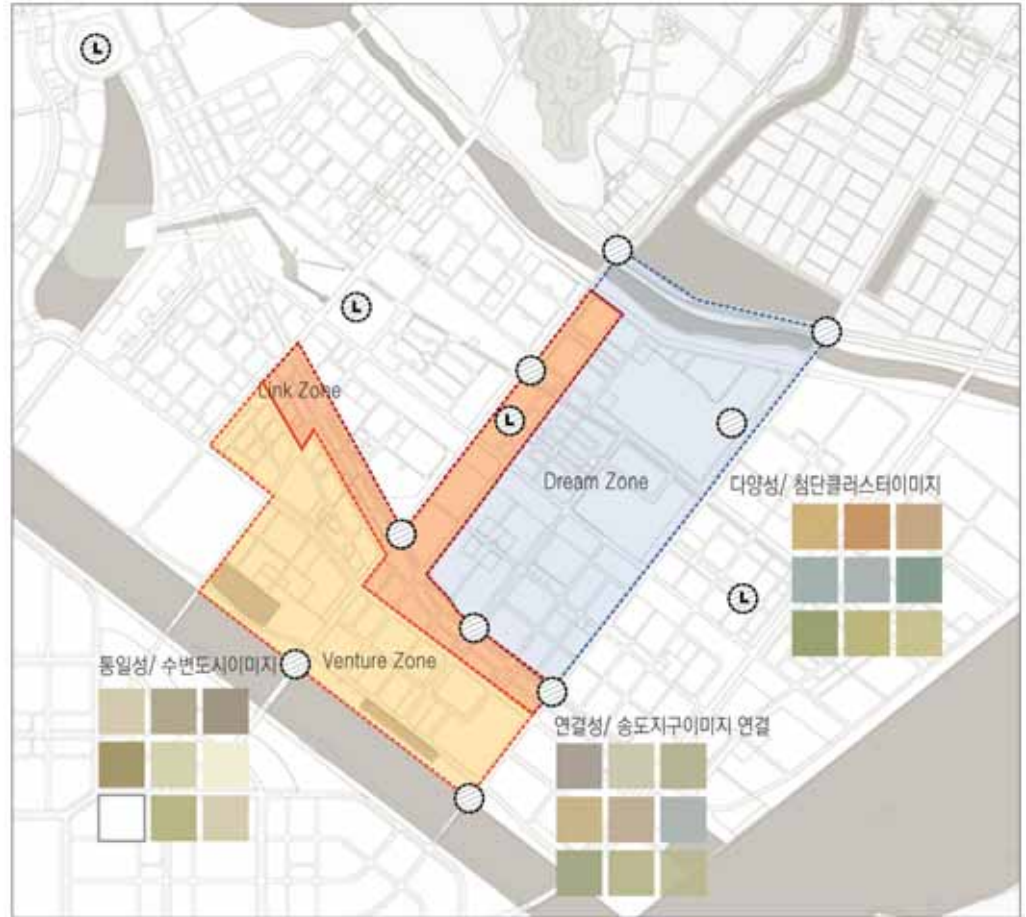 Link Zone
Dream Zone
다양성/ 첨단클러스터이미지
통일성/ 수변도시이미지
Venture Zone
연결성/ 송도지구이미지 연결
L
L
L
L